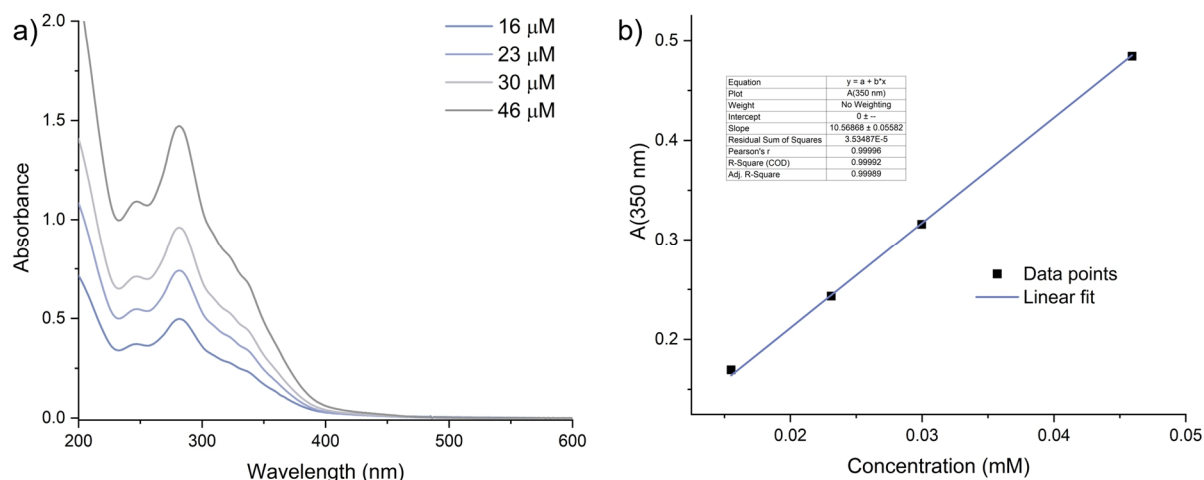 a)
16 μM
23 μM
30 μM
46 μM
2.0
1.5
1.0
0.5
0.0
Absorbance
200
300
400
500
600
Wavelength (nm)
b)
Equation y = a + b*x
Plot A(350 nm)
Weight No Weighting
Intercept 0 ± --
Slope 10.56868 ± 0.05582
Residual Sum of Squares 3.53487E-5
Pearson's r 0.99996
R-Square (COD) 0.99992
Adj. R-Square 0.99989
0.5
0.4
0.3
0.2
A(350 nm)
Data points
Linear fit
0.02
0.03
0.04
0.05
Concentration (mM)